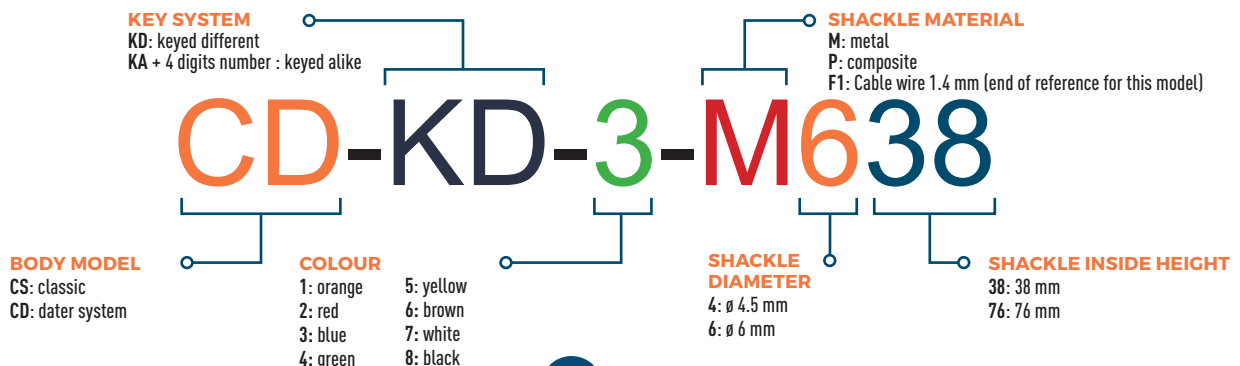 KEY SYSTEM
KD: keyed different
KA + 4 digits number : keyed alike
SHACKLE MATERIAL
M: metal
P: composite
F1: Cable wire 1.4 mm (end of reference for this model)
CD-KD-3-M638
BODY MODEL
CS: classic
CD: dater system
COLOUR
1: orange
2: red
3: blue
4: green
5: yellow
6: brown
7: white
8: black
SHACKLE
DIAMETER
4: ø 4.5 mm
6: ø 6 mm
SHACKLE INSIDE HEIGHT
38: 38 mm
76: 76 mm